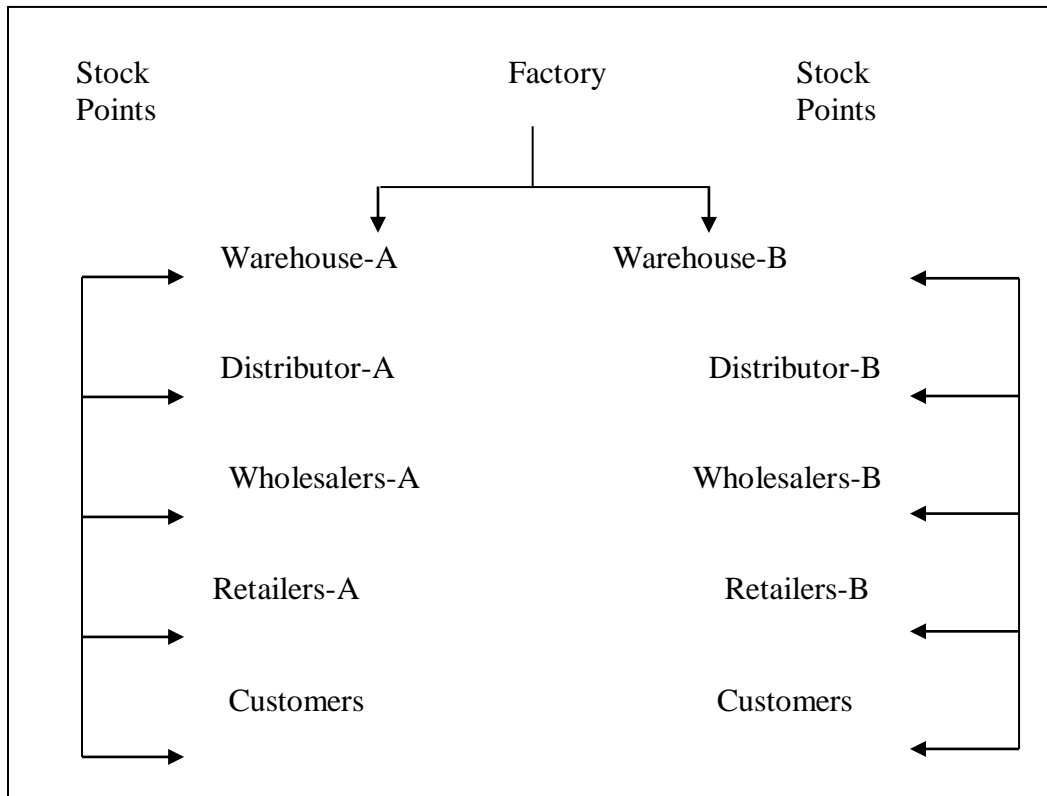 Stock Points
Factory
Stock Points
Warehouse-A
Warehouse-B
Distributor-A
Distributor-B
Wholesalers-A
Wholesalers-B
Retailers-A
Retailers-B
Customers
Customers